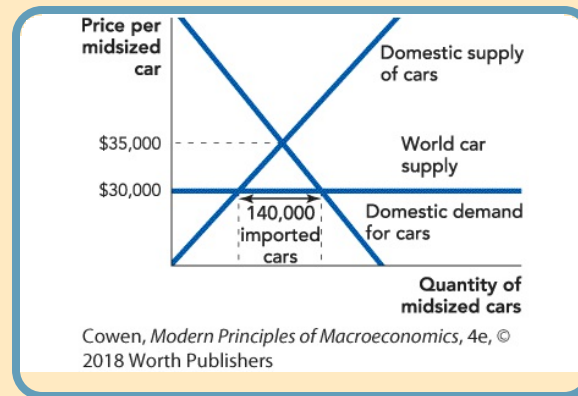 Price per
midsized
car
Domestic supply
of cars
$35,000
World car
supply
$30,000
140,000
imported
cars
Domestic demand
for cars
Quantity of
midsized cars
Cowen, Modern Principles of Macroeconomics, 4e, ©
2018 Worth Publishers